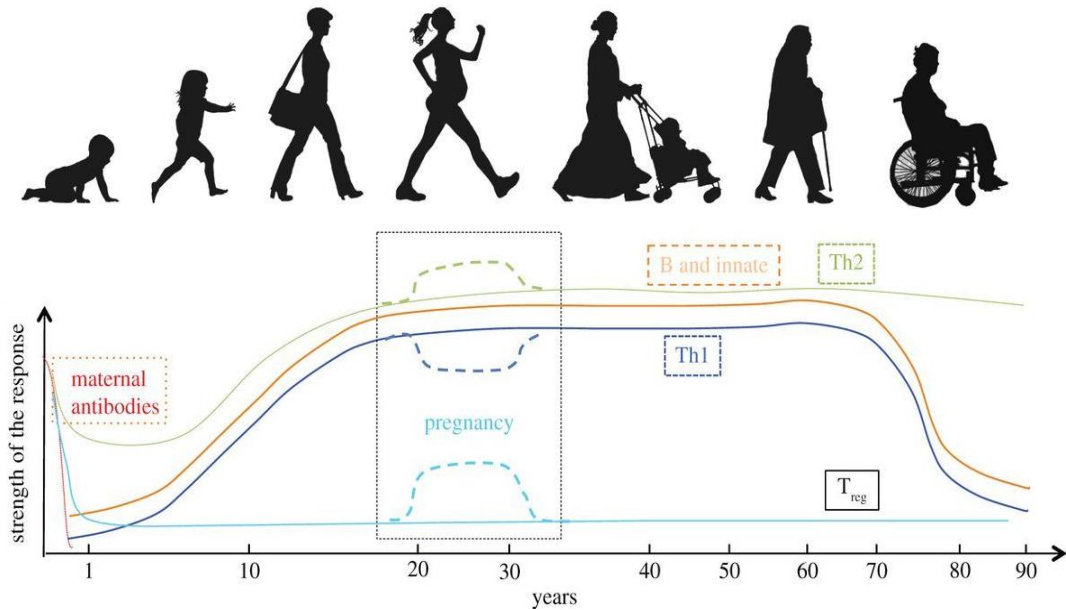 B and innate
Th2
maternal
antibodies
Th1
pregnancy
T reg
strength of the response
1 10 20 30 40 50 60 70 80 90
years